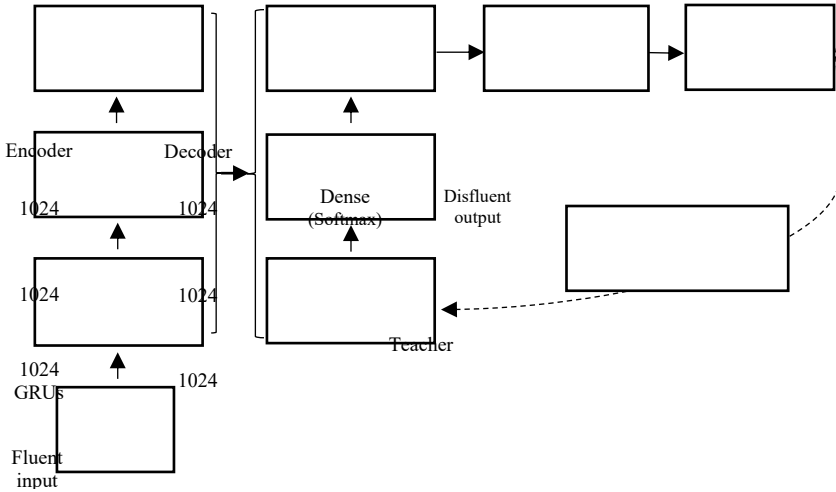 Encoder
Decoder
1024
1024
Dense
(Softmax)
Disfluent
output
1024
1024
Teacher
1024
GRUs
1024
Fluent
input